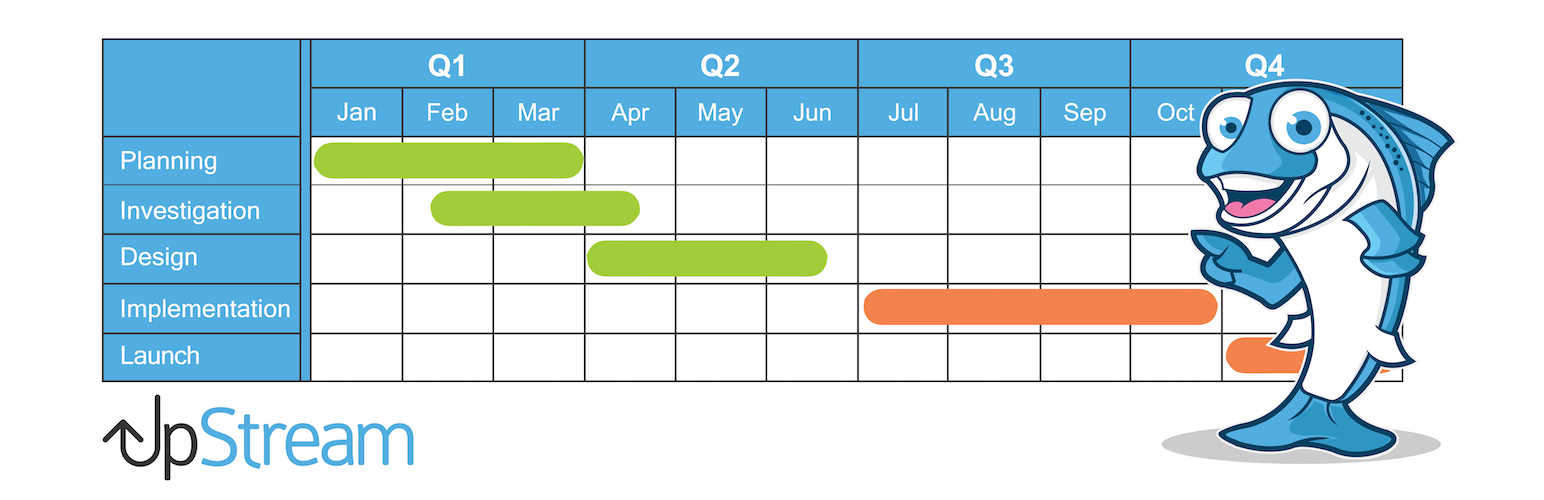 Q1 Q2 Q3 Q4
Jan Feb Mar Apr May Jun Jul Aug Sep Oct
Planning
Investigation
Design
Implementation
Launch
UpStream